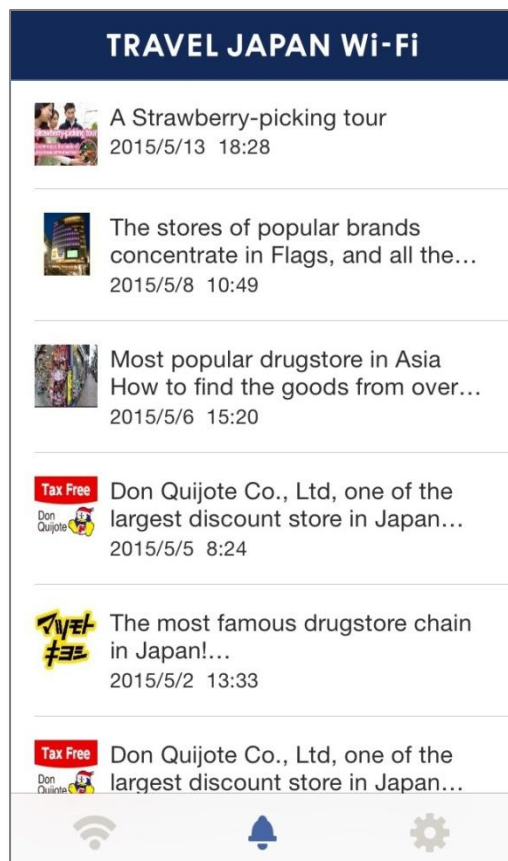 TRAVEL JAPAN Wi-Fi
Strawberry-picking tour
A Strawberry-picking tour
2015/5/13 18:28
The stores of popular brands
concentrate in Flags, and all the…
2015/5/8 10:49
Most popular drugstore in Asia
How to find the goods from over…
2015/5/6 15:20
Tax Free
Don
Quijote
Don Quijote Co., Ltd, one of the
largest discount store in Japan…
2015/5/5 8:24
マツモト
キヨシ
The most famous drugstore chain
in Japan!…
2015/5/2 13:33
Tax Free
Don
Quijote
Don Quijote Co., Ltd, one of the
largest discount store in Japan…